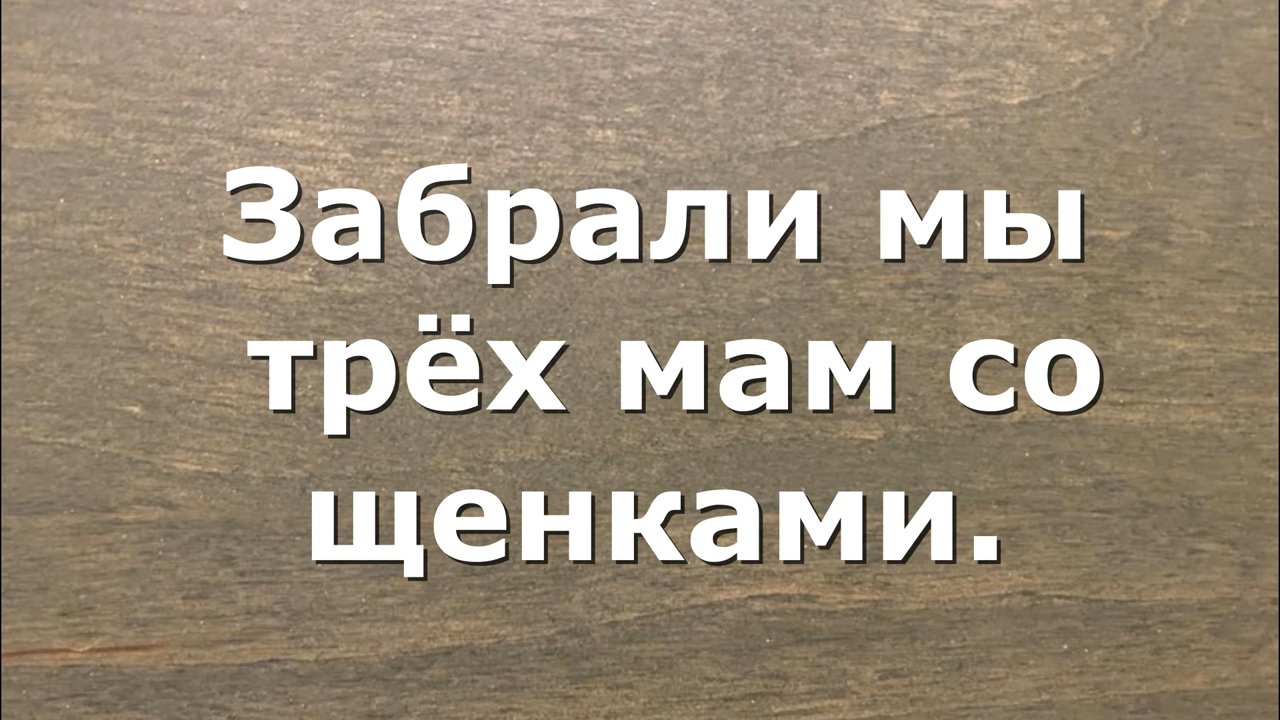 Забрали мы
трёх мам со
щенками.